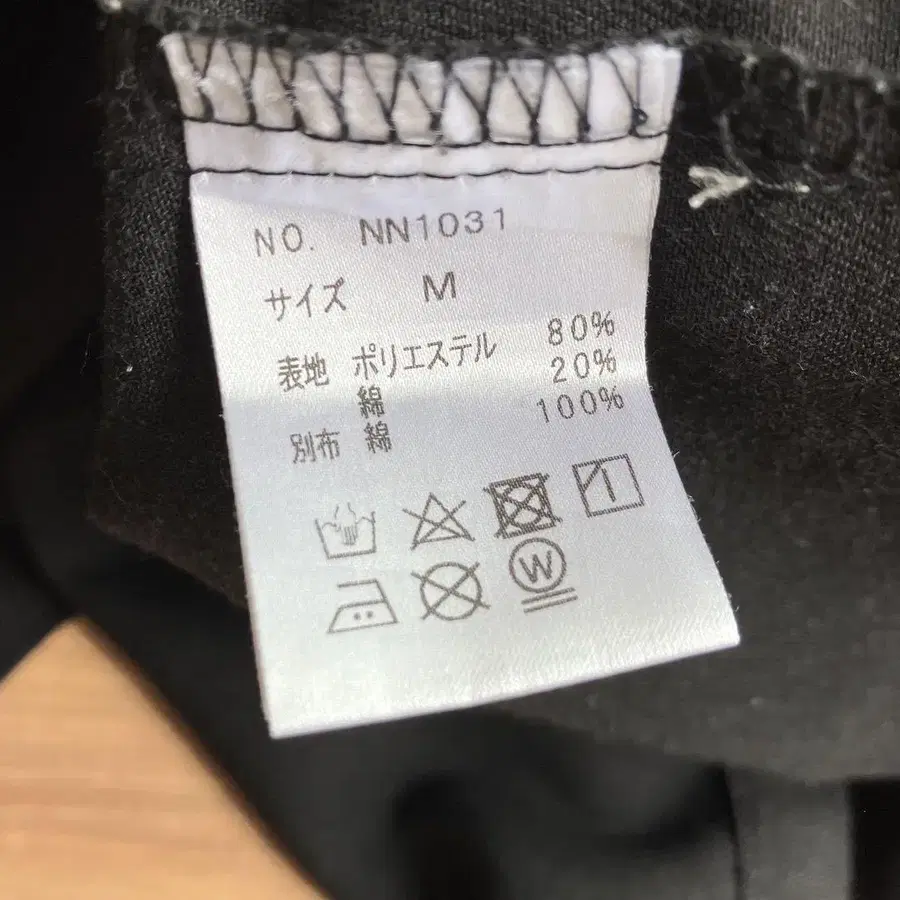 NO. NN1031
サイズ M
表地 ポリエステル 80%
綿 20%
別布 綿 100%
W